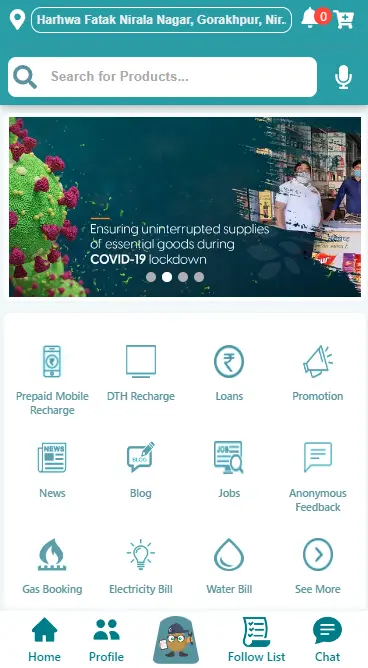 Harhwa Fatak Nirala Nagar, Gorakhpur, Nir..
0
Search for Products...
Ensuring uninterrupted supplies
of essential goods during
COVID-19 lockdown
Prepaid Mobile
Recharge
DTH Recharge
Loans
Promotion
NEWS
News
BLOG
Blog
JOB
Jobs
Anonymous
Feedback
Gas Booking
Electricity Bill
Water Bill
See More
Home
Profile
Follow List
Chat